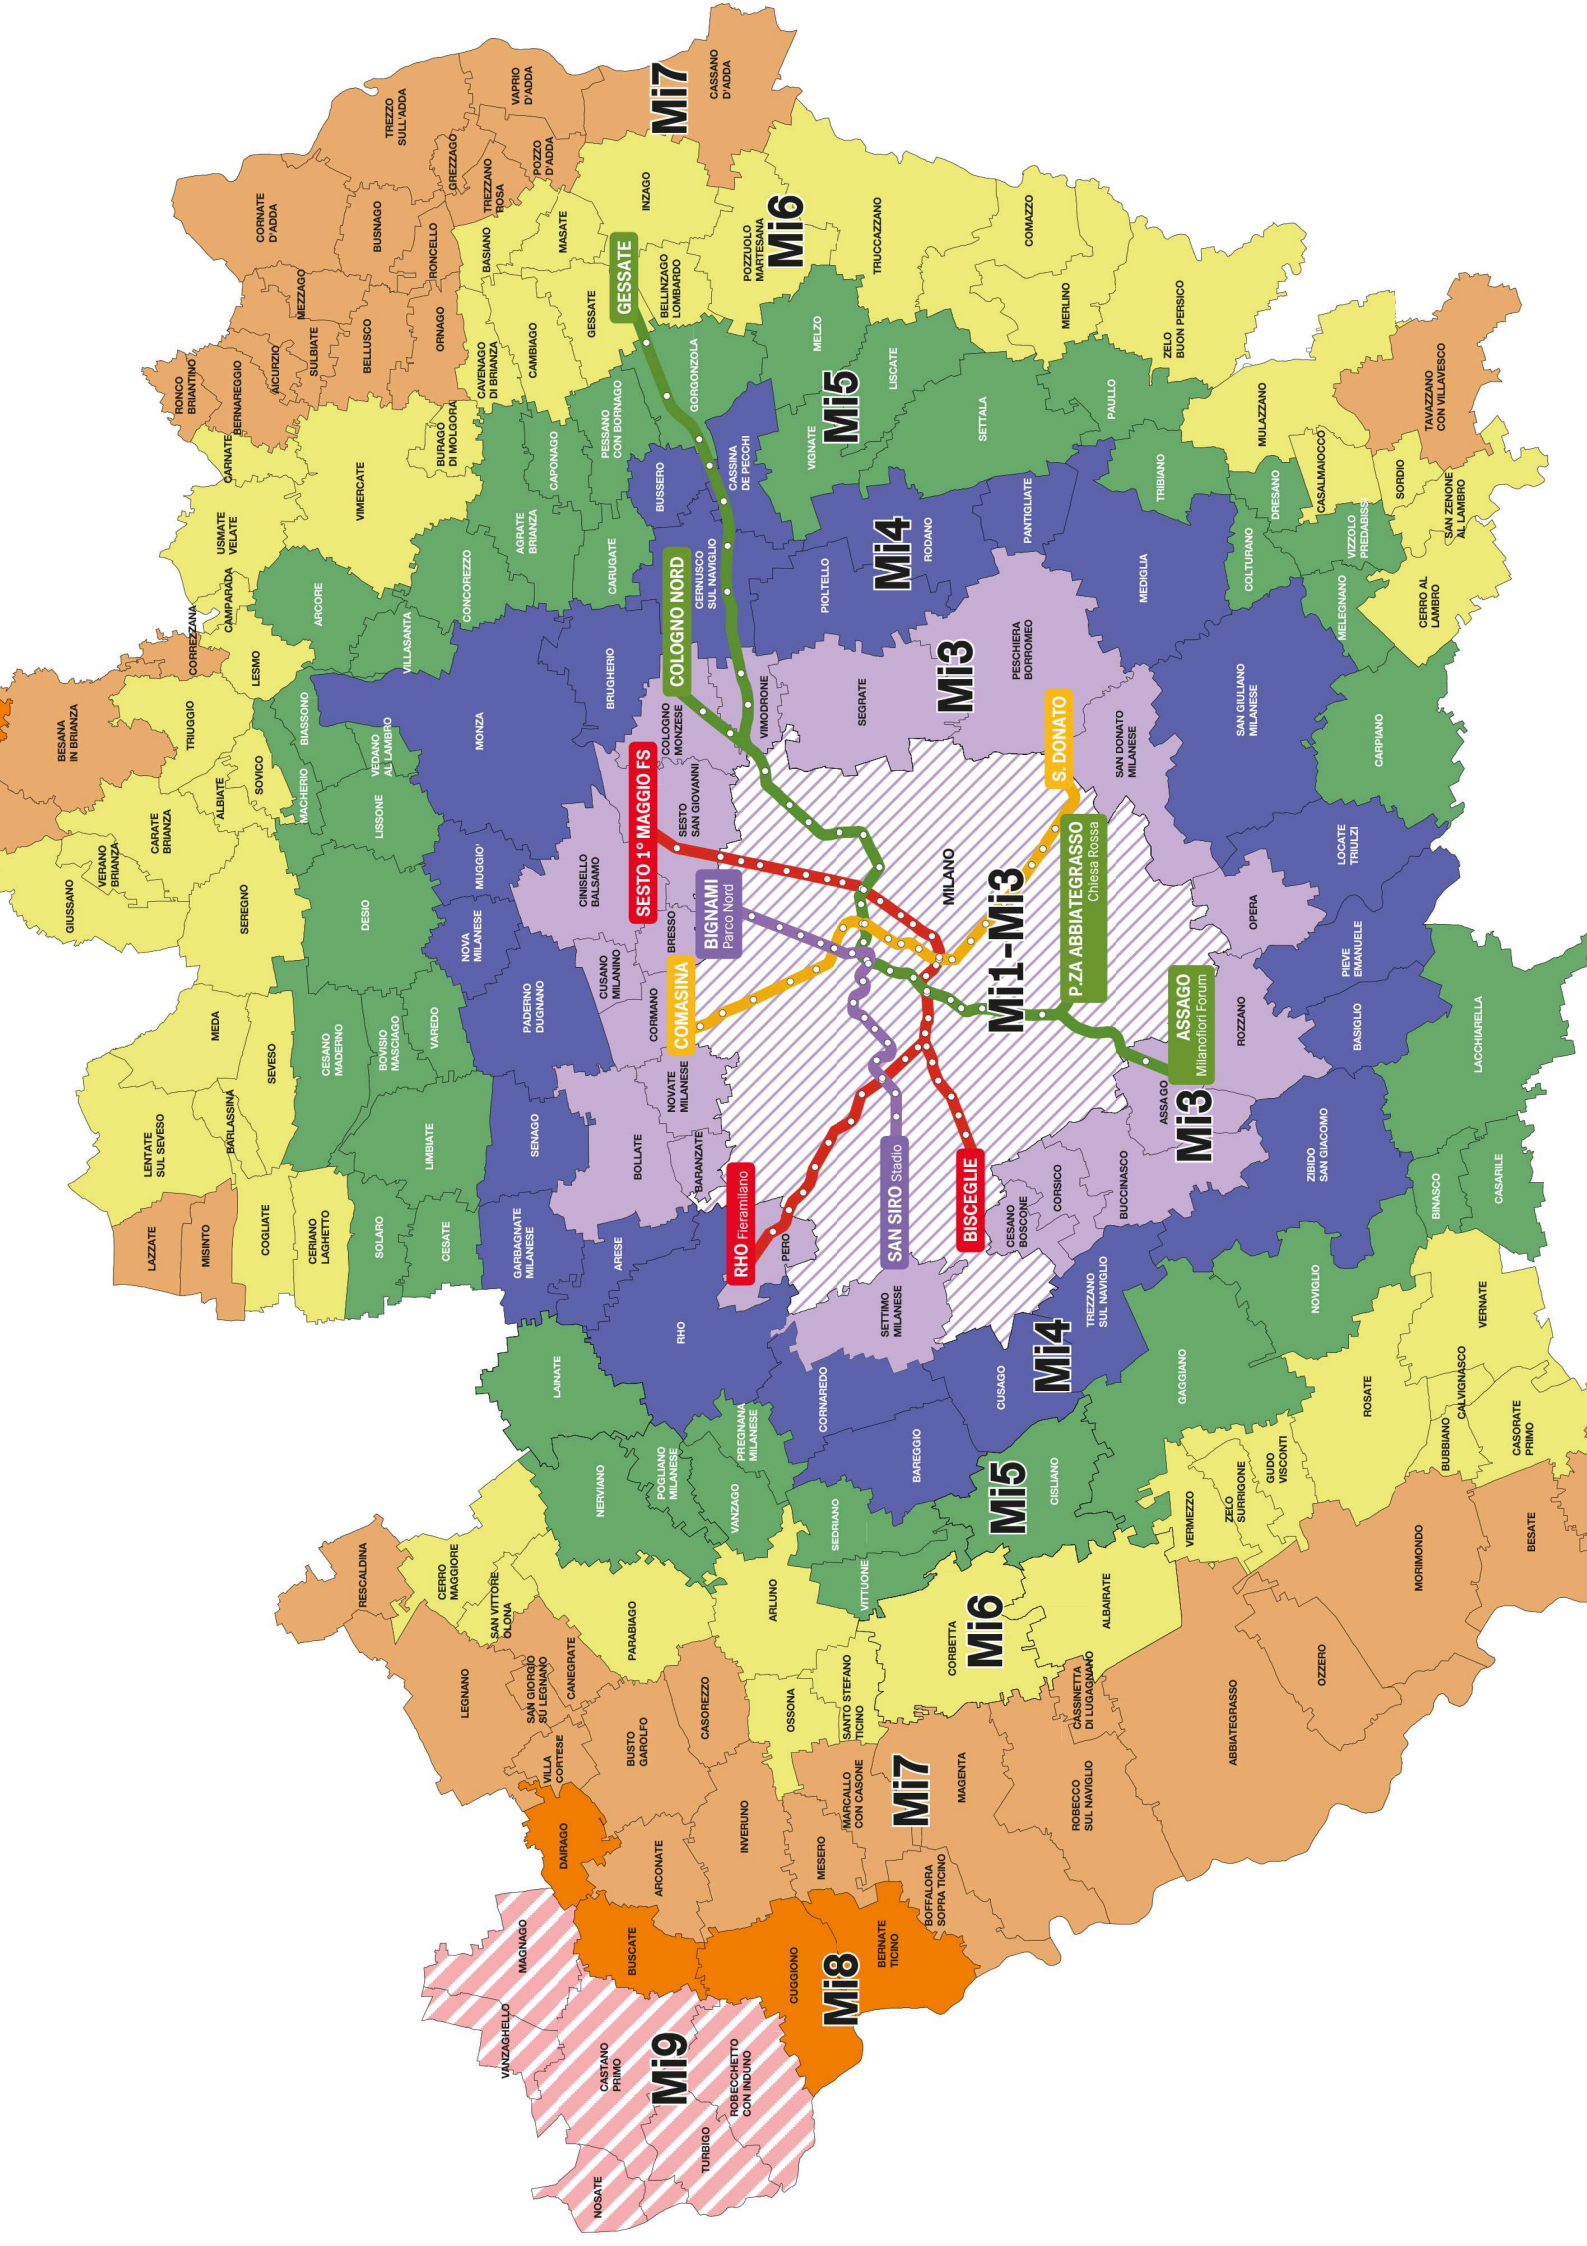 BESANA
IN BRIANZA
CORREZZANA
CAMPARADA
USMATE
VELATE
CARNATE
RONCO
BRIANTINO
BERNAREGGIO
AICURZIO
SULBIATE
MEZZAGO
CORNATE
D'ADDA
BUSNAGO
RONCELLO
BELLUSCO
ORNAGO
TREZZO
SULL'ADDA
GREZZAGO
TREZZANO
ROSA
VAPRIO
D'ADDA
POZZO
D'ADDA
Mi7
CASSANO
D'ADDA
GIUSSANO
VERANO
BRIANZA
CARATE
BRIANZA
TRIUGGIO
ALBIATE
SOVICO
LESMO
SEREGNO
MEDA
SEVESO
LENTATE
SUL SEVESO
BARLASSINA
LAZZATE
MISINTO
COGLIATE
CERIANO
LAGHETTO
VIMERCATE
BURAGO
DI MOLGORA
CAVENAGO
DI BRIANZA
BASIANO
MASATE
CAMBIAGO
GESSATE
INZAGO
GESSATE
BELLINZAGO
LOMBARDO
POZZUOLO
MARTESANA
Mi6
TRUCCAZZANO
COMAZZO
MERLINO
ZELO
BUON PERSICO
MULAZZANO
CASALMAIOCCO
SORDIO
TAVAZZANO
CON VILLAVESCO
SAN ZENONE
AL LAMBRO
CERRO AL
LAMBRO
ARCORE
VILLASANTA
CONCOREZZO
AGRATE
BRIANZA
CAPONAGO
CARUGATE
PESSANO
CON BORNAGO
GORGONZOLA
MELZO
Mi5
VIGNATE
LISCATE
SETTALA
PAULLO
TRIBIANO
DRESANO
COLTURANO
VIZZOLO
PREDABISSI
MELEGNANO
CARPIANO
BIASSONO
MACHERIO
VEDANO
AL LAMBRO
LISSONE
DESIO
CESANO
MADERNO
BOVISIO
MASCIAGO
VAREDO
LIMBIATE
SOLARO
CESATE
MONZA
BRUGHERIO
MUGGIO'
NOVA
MILANESE
PADERNO
DUGNANO
SENAGO
GARBAGNATE
MILANESE
ARESE
RHO
BUSSERO
CASSINA
DE PECCHI
CERNUSCO
SUL NAVIGLIO
COLOGNO NORD
PIOLTELLO
Mi4
RODANO
PANTIGLIATE
MEDIGLIA
SAN GIULIANO
MILANESE
LOCATE
TRIULZI
PIEVE
EMANUELE
BASIGLIO
ZIBIDO
SAN GIACOMO
COLOGNO
MONZESE
VIMODRONE
SEGRATE
Mi3
PESCHIERA
BORROMEO
S. DONATO
SAN DONATO
MILANESE
SESTO 1° MAGGIO FS
SESTO
SAN GIOVANNI
CINISELLO
BALSAMO
BRESSO
BIGNAMI
Parco Nord
CUSANO
MILANINO
CORMANO
COMASINA
NOVATE
MILANESE
BOLLATE
BARANZATE
RHO Fieramilano
PERO
MILANO
Mi1-Mi3
P.ZA ABBIATEGRASSO
Chiesa Rossa
OPERA
ROZZANO
ASSAGO
Milanofiori Forum
ASSAGO
Mi3
SAN SIRO Stadio
BISCEGLIE
CESANO
BOSCONE
CORSICO
BUCCINASCO
SETTIMO
MILANESE
TREZZANO
SUL NAVIGLIO
Mi4
CUSAGO
CORNAREDO
BAREGGIO
LACCHIARELLA
BINASCO
CASARILE
NOVIGLIO
GAGGIANO
LAINATE
NERVIANO
POGLIANO
MILANESE
PREGNANA
MILANESE
VANZAGO
SEDRIANO
VITTUONE
Mi5
CISLIANO
VERNATE
CALVIGNASCO
ROSATE
BUBBIANO
CASORATE
PRIMO
GUDO
VISCONTI
ZELO
SURRIGONE
VERMEZZO
RESCALDINA
CERRO
MAGGIORE
SAN VITTORE
OLONA
PARABIAGO
ARLUNO
CORBETTA
Mi6
ALBAIRATE
OSSONA
SANTO STEFANO
TICINO
LEGNANO
SAN GIORGIO
SU LEGNANO
CANEGRATE
VILLA
CORTESE
BUSTO
GAROLFO
CASOREZZO
INVERUNO
ARCONATE
MESERO
MARCALLO
CON CASONE
Mi7
MAGENTA
BOFFALORA
SOPRA TICINO
ROBECCO
SUL NAVIGLIO
CASSINETTA
DI LUGAGNANO
ABBIATEGRASSO
OZZERO
MORIMONDO
BESATE
DAIRAGO
BUSCATE
CUGGIONO
Mi8
BERNATE
TICINO
MAGNAGO
VANZAGHELLO
CASTANO
PRIMO
Mi9
ROBECCHETTO
CON INDUNO
TURBIGO
NOSATE